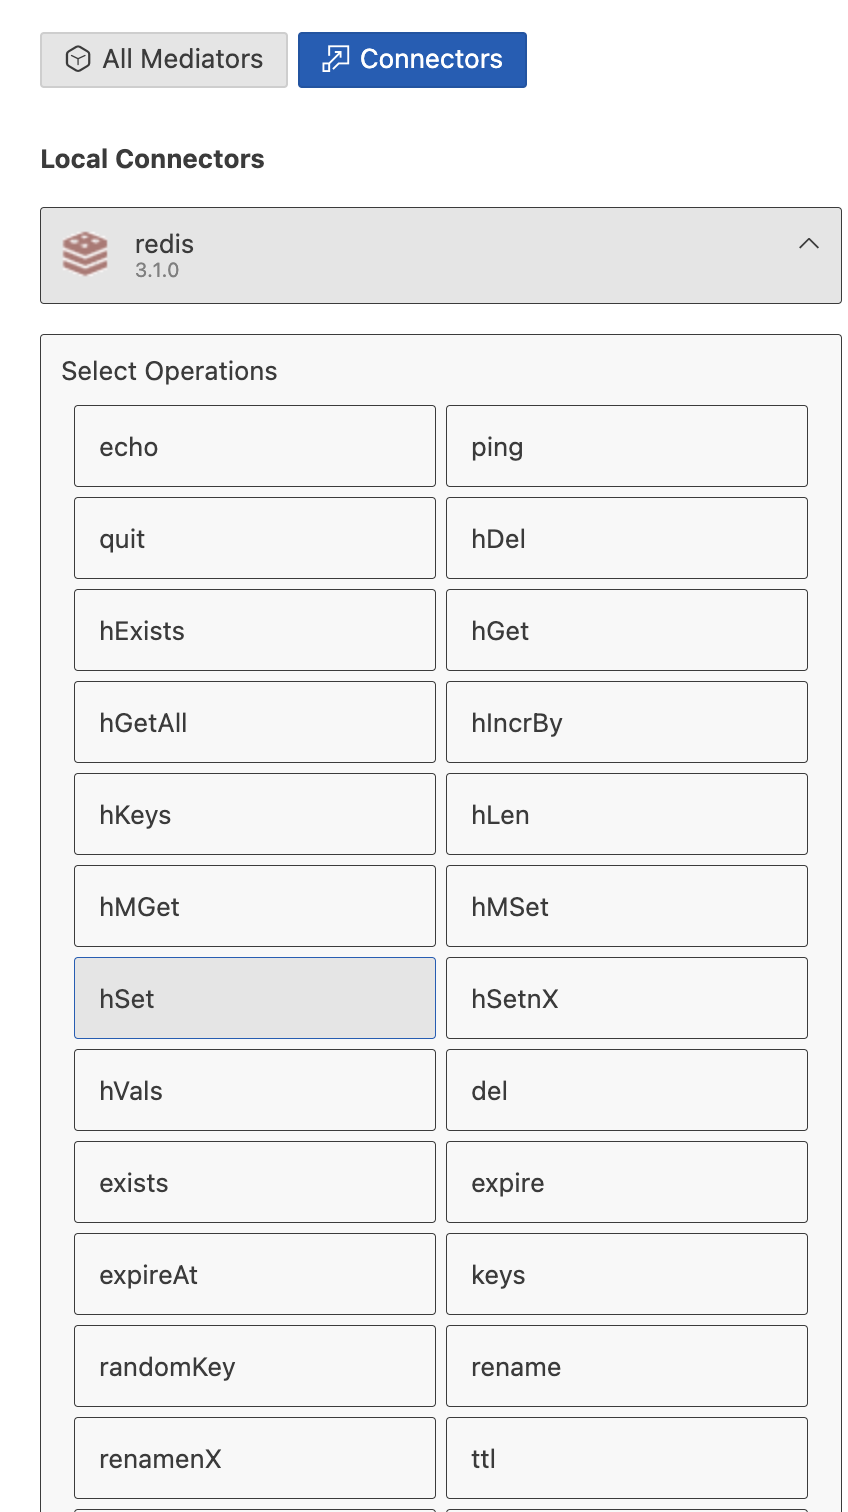 All Mediators
Connectors
Local Connectors
redis
3.1.0
Select Operations
echo
ping
quit
hDel
hExists
hGet
hGetAll
hIncrBy
hKeys
hLen
hMGet
hMSet
hSet
hSetnX
hVals
del
exists
expire
expireAt
keys
randomKey
rename
renamenX
ttl